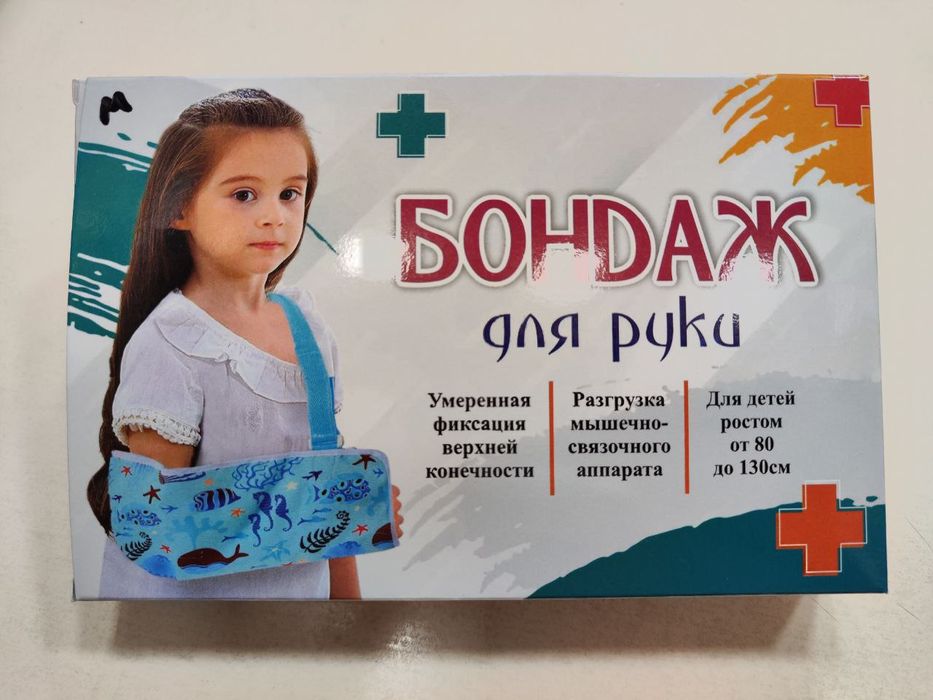 м
БОНДАЖ
для руки
Умеренная
фиксация
верхней
конечности
Разгрузка
мышечно-
связочного
аппарата
Для детей
ростом
от 80
до 130см